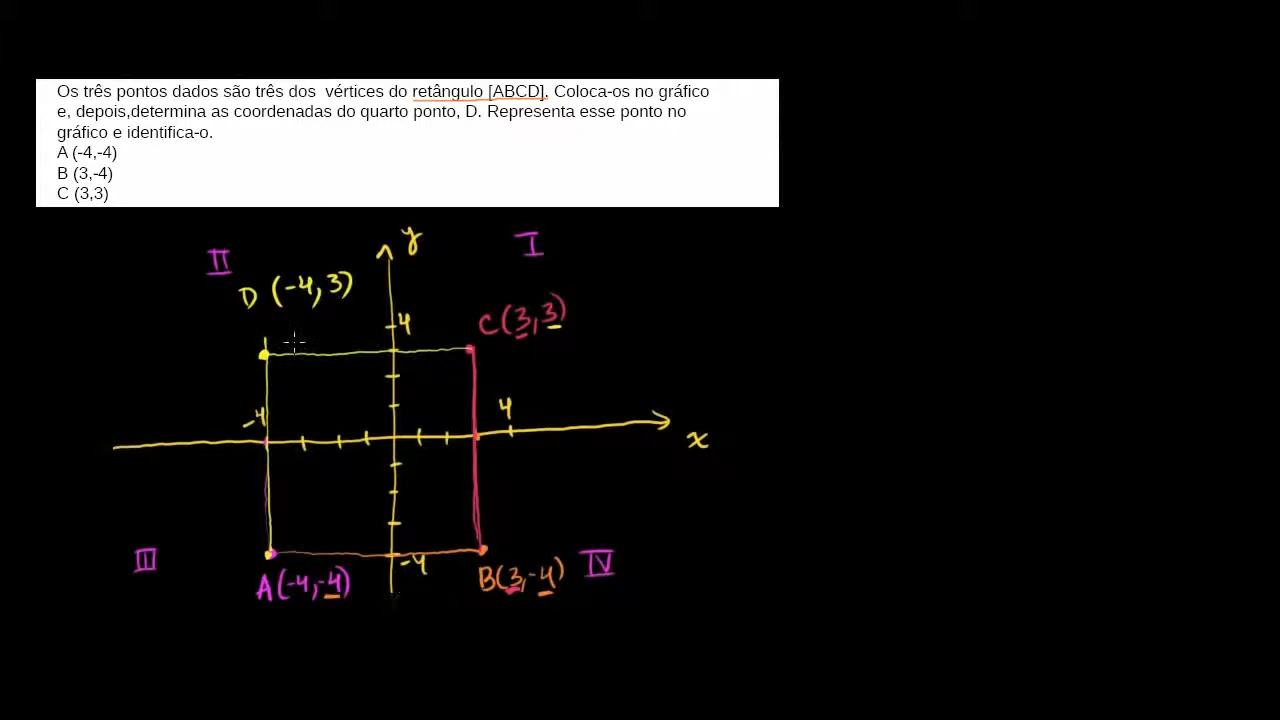 Os três pontos dados são três dos  vértices do retângulo [ABCD], Coloca-os no gráfico
e, depois,determina as coordenadas do quarto ponto, D. Representa esse ponto no
gráfico e identifica-o.
A (-4,-4)
B (3,-4)
C (3,3)
y
I
II
D (-4, 3)
C (3, 3)
4
-4
4
x
III
-4
A (-4, -4)
B (3, -4)
IV